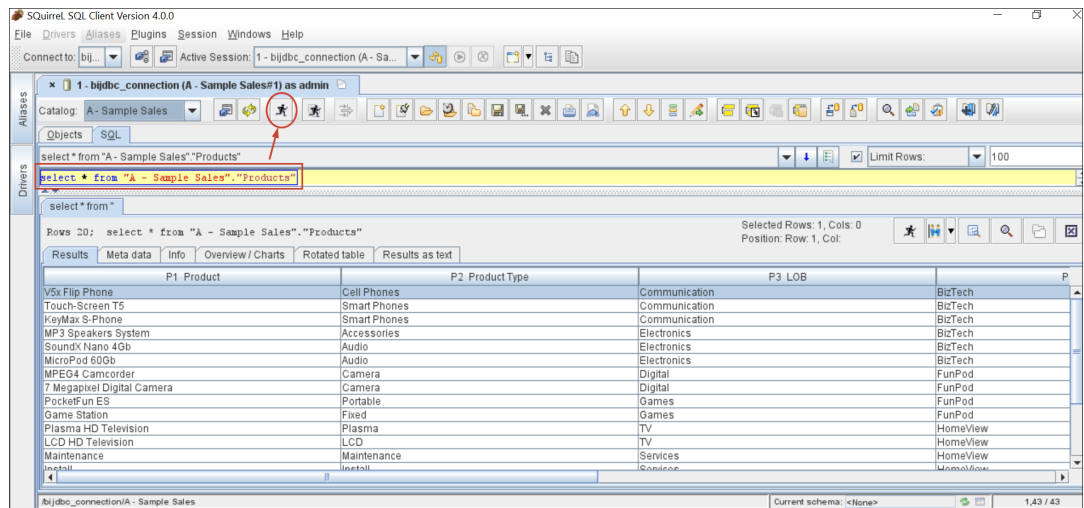 SQuirreL SQL Client Version 4.0.0
File Drivers Aliases Plugins Session Windows Help
Connect to: bij... Active Session: 1 - bijdbc_connection (A - Sa...
1 - bijdbc_connection (A - Sample Sales#1) as admin
Aliases
Drivers
Catalog: A - Sample Sales
Objects SQL
select * from "A - Sample Sales"."Products" Limit Rows: 100
select * from "A - Sample Sales"."Products"
select * from "
Rows 20; select * from "A - Sample Sales"."Products" Selected Rows: 1, Cols: 0
Position: Row: 1, Col:
Results Meta data Info Overview / Charts Rotated table Results as text
P1 Product P2 Product Type P3 LOB P
V5x Flip Phone Cell Phones Communication BizTech
Touch-Screen T5 Smart Phones Communication BizTech
KeyMax S-Phone Smart Phones Communication BizTech
MP3 Speakers System Accessories Electronics BizTech
SoundX Nano 4Gb Audio Electronics BizTech
MicroPod 60Gb Audio Electronics BizTech
MPEG4 Camcorder Camera Digital FunPod
7 Megapixel Digital Camera Camera Digital FunPod
PocketFun ES Portable Games FunPod
Game Station Fixed Games FunPod
Plasma HD Television Plasma TV HomeView
LCD HD Television LCD TV HomeView
Maintenance Maintenance Services HomeView
Install Install Services HomeView
/bijdbc_connection/A - Sample Sales Current schema: <None> 1,43 / 43